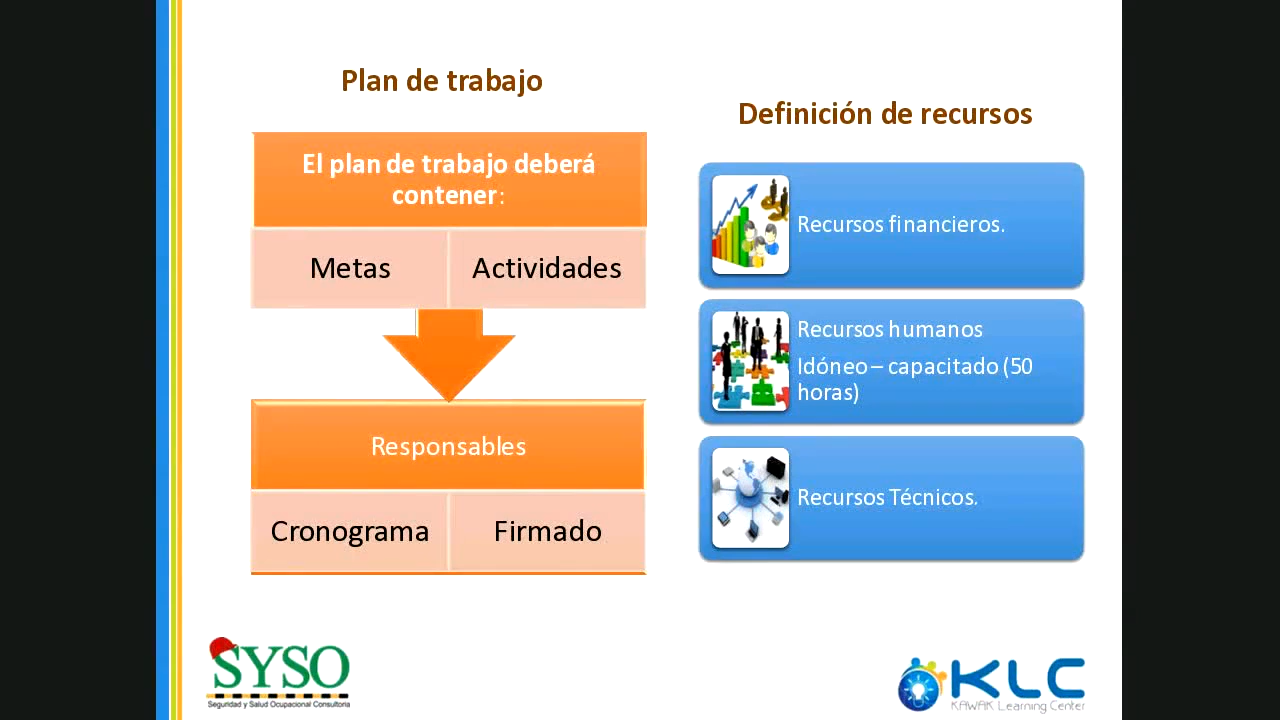 Plan de trabajo
El plan de trabajo deberá
contener:
Metas
Actividades
Responsables
Cronograma
Firmado
Definición de recursos
Recursos financieros.
Recursos humanos
Idóneo – capacitado (50
horas)
Recursos Técnicos.
SYSO
Seguridad y Salud Ocupacional Consultoria
KLC
KAWAK Learning Center